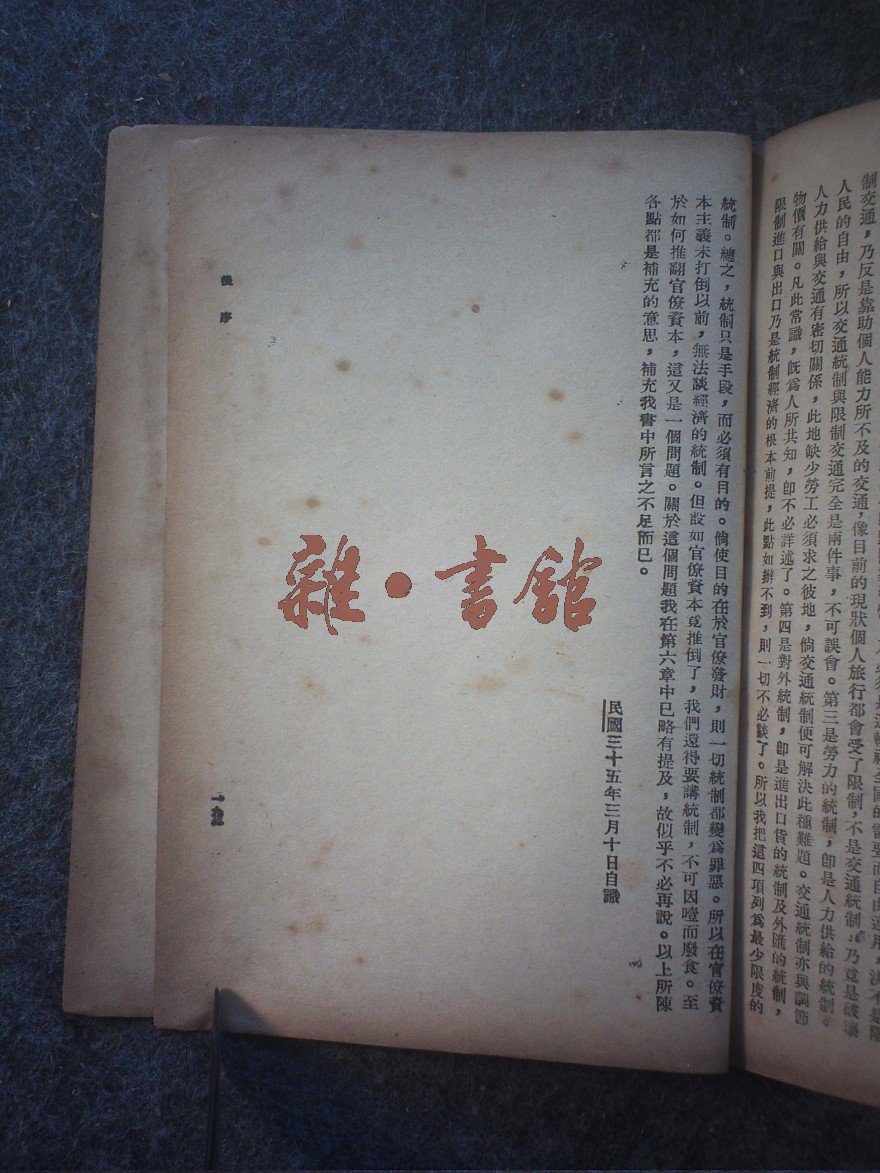 制交通，乃反是靠助個人能力所不及的交通，像目前的現狀個人旅行都會受了限制，不是交通統制，乃竟是破壞
人民的自由，所以交通統制與限制交通完全是兩件事，不可誤會。第三是勞力的統制，卽是人力供給的統制。
人力供給與交通有密切關係，此地缺少勞工必須求之彼地，倘交通統制便可解決此種難題。交通統制亦與調節
物價有關。凡此常識，旣爲人所共知，卽不必詳述了。第四是對外統制，卽是進出口貨的統制及外匯的統制，
限制進口與出口乃是統制經濟的根本前提，此點如辦不到，則一切不必談了。所以我把這四項列爲最少限度的
統制。總之，統制只是手段，而必須有目的。倘使目的在於官僚發財，則一切統制都變爲罪惡。所以在官僚資
本主義未打倒以前，無法談經濟的統制。但設如官僚資本竟推倒了，我們還得要講統制，不可因噎而廢食。至
於如何推翻官僚資本，這又是一個問題。關於這個問題我在第六章中已略有提及，故似乎不必再說。以上所陳
各點都是補充的意思，補充我書中所言之不足而已。
民國三十五年三月十日自識
後序
雜·書館